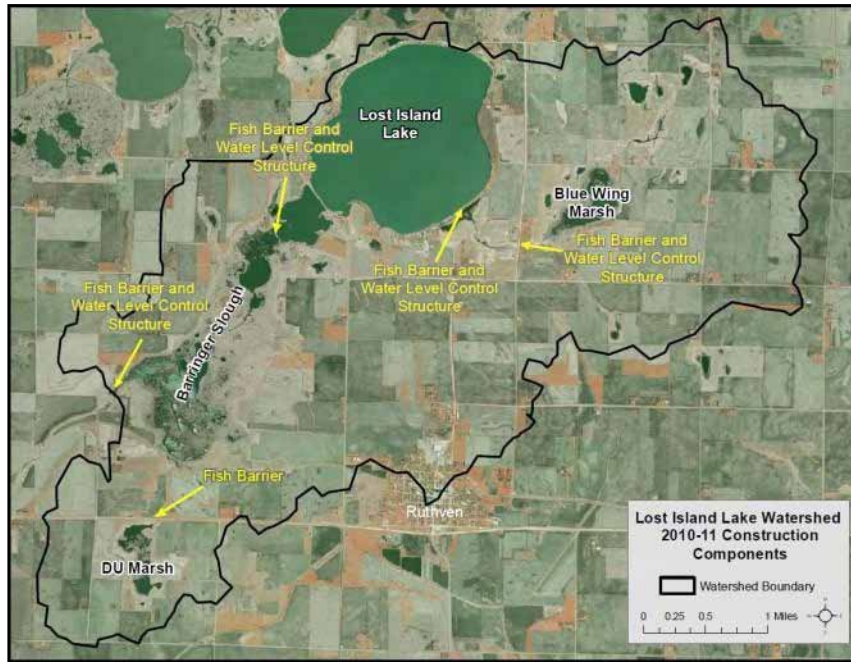 Lost Island
Lake
Fish Barrier and
Water Level Control
Structure
Blue Wing
Marsh
Fish Barrier and
Water Level Control
Structure
Fish Barrier and
Water Level Control
Structure
Fish Barrier and
Water Level Control
Structure
Barringer Slough
Fish Barrier
Ruthven
DU Marsh
Lost Island Lake Watershed
2010-11 Construction
Components
Watershed Boundary
0 0.25 0.5 1 Miles